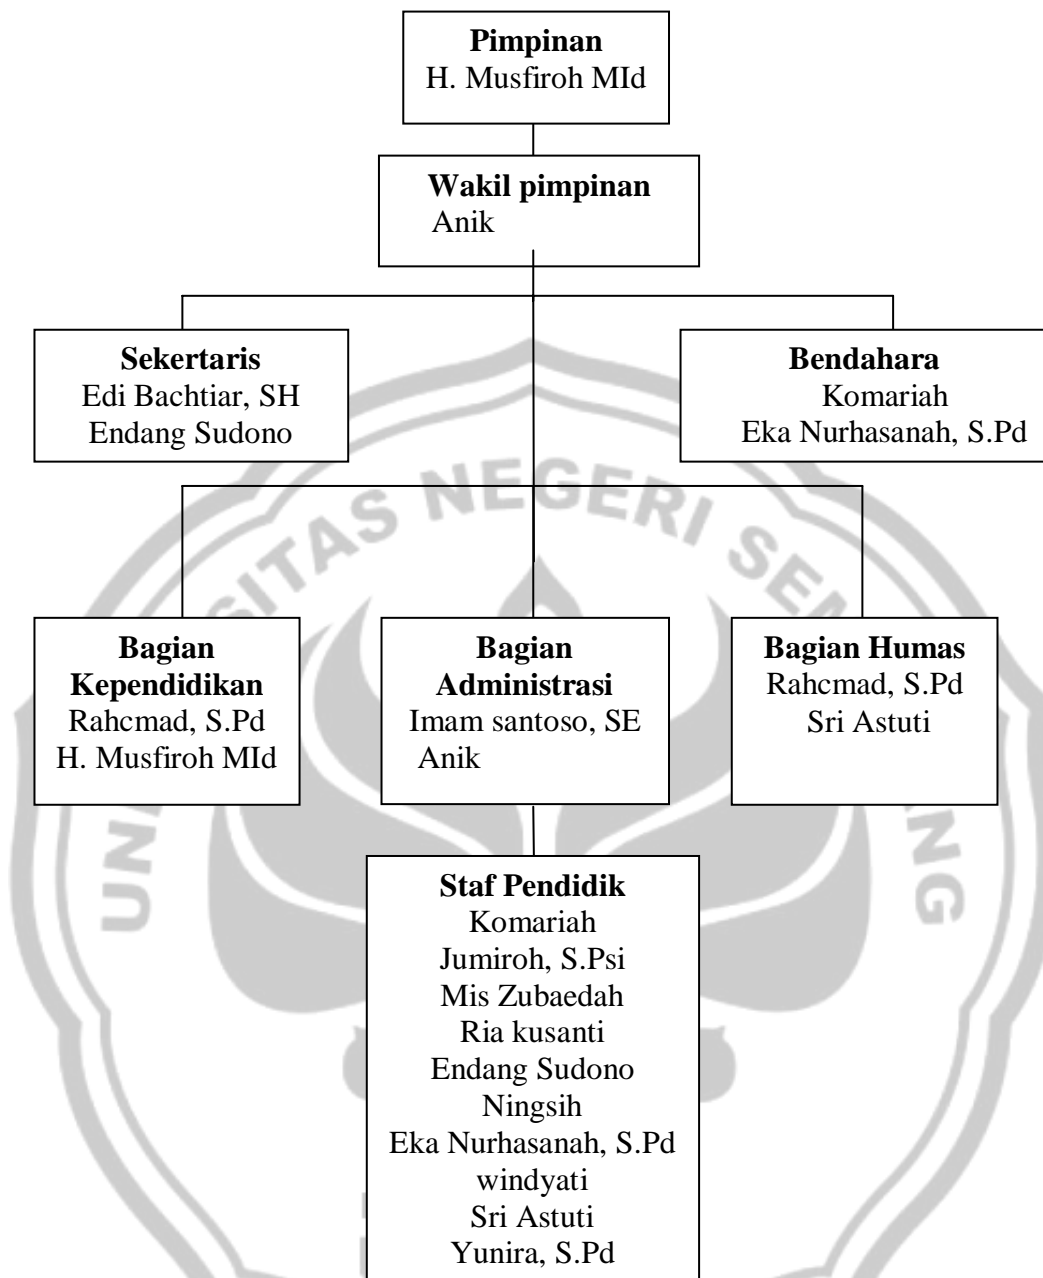 Pimpinan
H. Musfiroh MId
Wakil pimpinan
Anik
Sekertaris
Edi Bachtiar, SH
Endang Sudono
Bendahara
Komariah
Eka Nurhasanah, S.Pd
Bagian
Kependidikan
Rahcmad, S.Pd
H. Musfiroh MId
Bagian
Administrasi
Imam santoso, SE
Anik
Bagian Humas
Rahcmad, S.Pd
Sri Astuti
Staf Pendidik
Komariah
Jumiroh, S.Psi
Mis Zubaedah
Ria kusanti
Endang Sudono
Ningsih
Eka Nurhasanah, S.Pd
windyati
Sri Astuti
Yunira, S.Pd
NEGERI